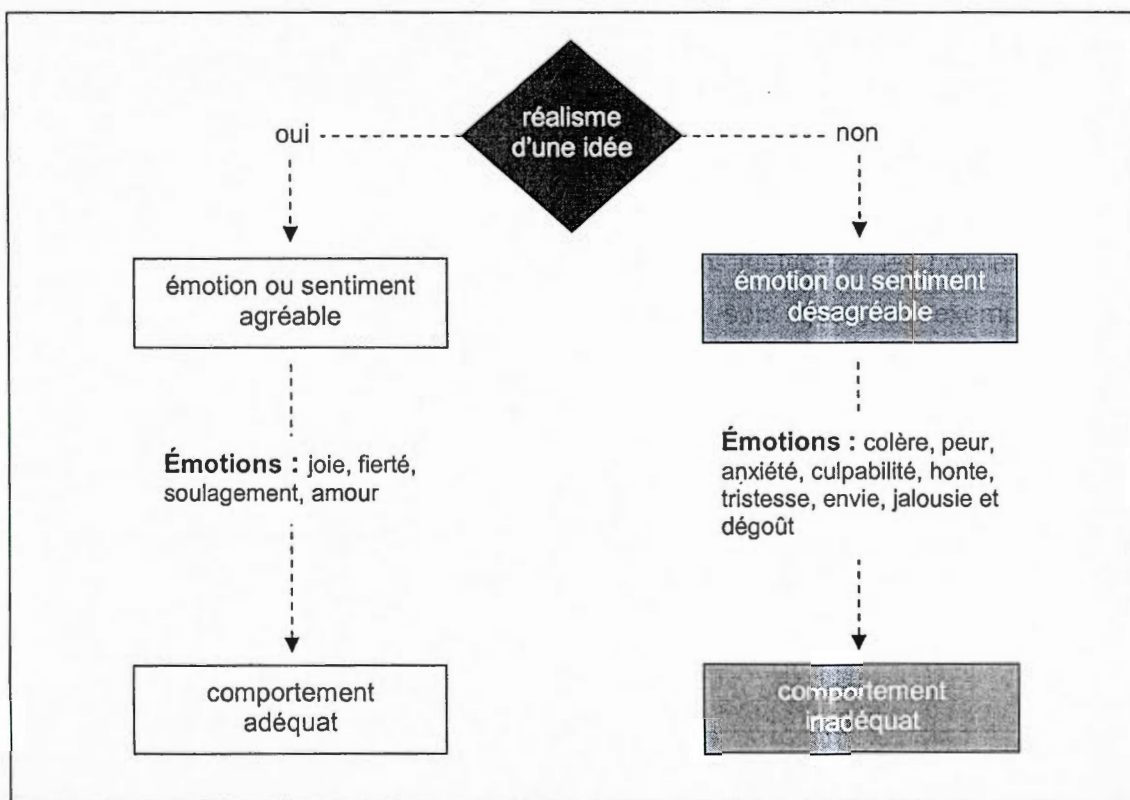 réalisme
d'une idée
oui
non
émotion ou sentiment
agréable
émotion ou sentiment
désagréable
Émotions : joie, fierté,
soulagement, amour
Émotions : colère, peur,
anxiété, culpabilité, honte,
tristesse, envie, jalousie et
dégoût
comportement
adéquat
comportement
inadéquat